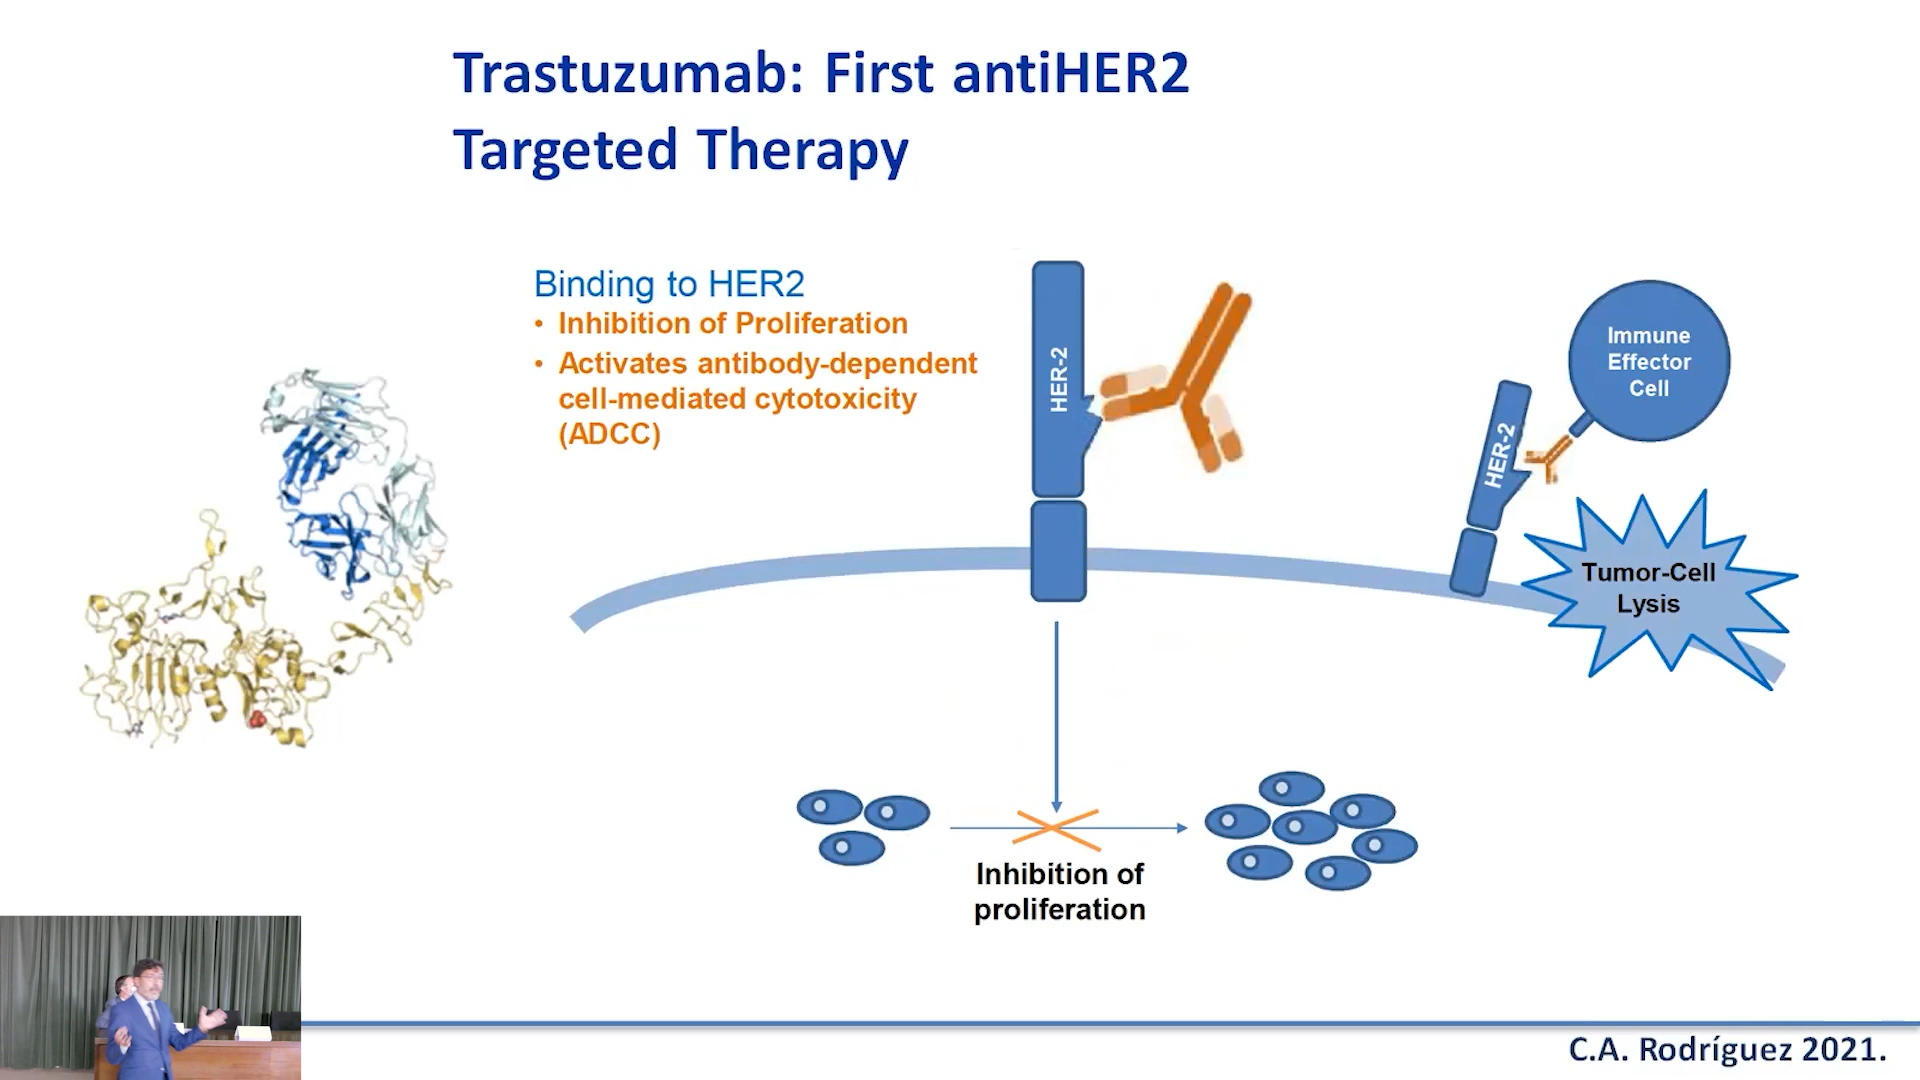 Trastuzumab: First antiHER2
Targeted Therapy
Binding to HER2
• Inhibition of Proliferation
• Activates antibody-dependent
cell-mediated cytotoxicity
(ADCC)
HER-2
Immune
Effector
Cell
HER-2
Tumor-Cell
Lysis
Inhibition of
proliferation
C.A. Rodríguez 2021.